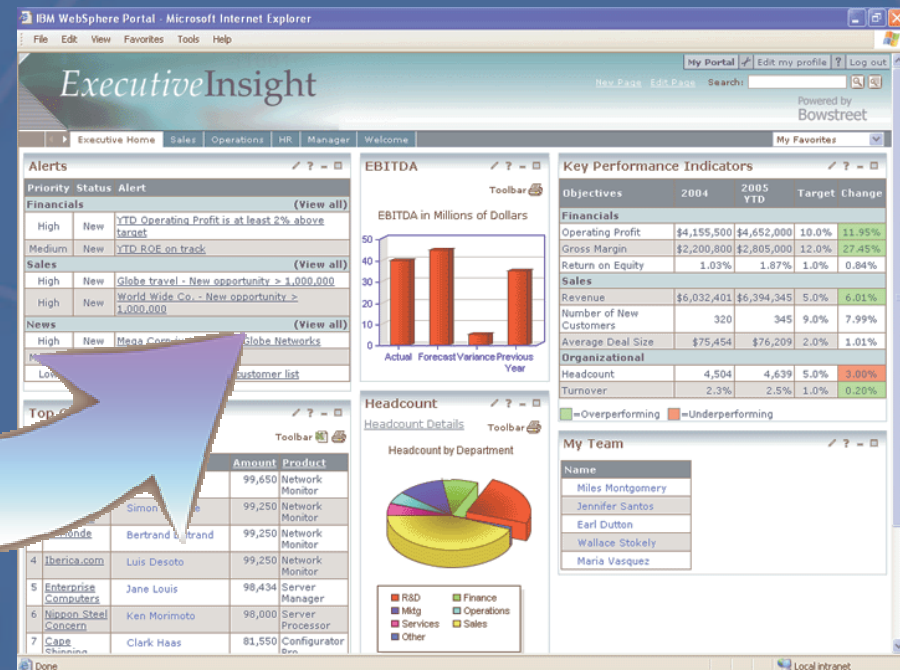 IBM WebSphere Portal - Microsoft Internet Explorer
File Edit View Favorites Tools Help
My Portal Edit my profile ? Log out
ExecutiveInsight
New Page Edit Page Search:
Powered by
Bowstreet
Executive Home Sales Operations HR Manager Welcome
My Favorites
Alerts
Priority Status Alert
Financials (View all)
High New YTD Operating Profit is at least 2% above
target
Medium New YTD ROE on track
Sales (View all)
High New Globe travel - New opportunity > 1,000,000
High New World Wide Co. - New opportunity >
1,000,000
News (View all)
High New Mega Globe Networks
customer list
Toolbar
Amount Product
99,650 Network
Monitor
Simon 99,250 Network
Monitor
Bertrand 99,250 Network
Monitor
4 Iberica.com Luis Desoto 99,250 Network
Monitor
5 Enterprise
Computers Jane Louis 98,434 Server
Manager
6 Nippon Steel
Concern Ken Morimoto 98,000 Server
Processor
7 Cape
Shipping Clark Haas 81,550 Configurator
Pro
EBITDA
Toolbar
EBITDA in Millions of Dollars
50
40
30
20
10
0
Actual Forecast Variance Previous
Year
Headcount
Headcount Details Toolbar
Headcount by Department
R&D Finance
Mktg Operations
Services Sales
Other
Key Performance Indicators
Objectives 2004 2005
YTD Target Change
Financials
Operating Profit $4,155,500 $4,652,000 10.0% 11.95%
Gross Margin $2,200,800 $2,805,000 12.0% 27.45%
Return on Equity 1.03% 1.87% 1.0% 0.84%
Sales
Revenue $6,032,401 $6,394,345 5.0% 6.01%
Number of New
Customers 320 345 9.0% 7.99%
Average Deal Size $75,454 $76,209 2.0% 1.01%
Organizational
Headcount 4,504 4,639 5.0% 3.00%
Turnover 2.3% 2.5% 1.0% 0.20%
=Overperforming =Underperforming
My Team
Name
Miles Montgomery
Jennifer Santos
Earl Dutton
Wallace Stokely
Maria Vasquez
Done
Local intranet